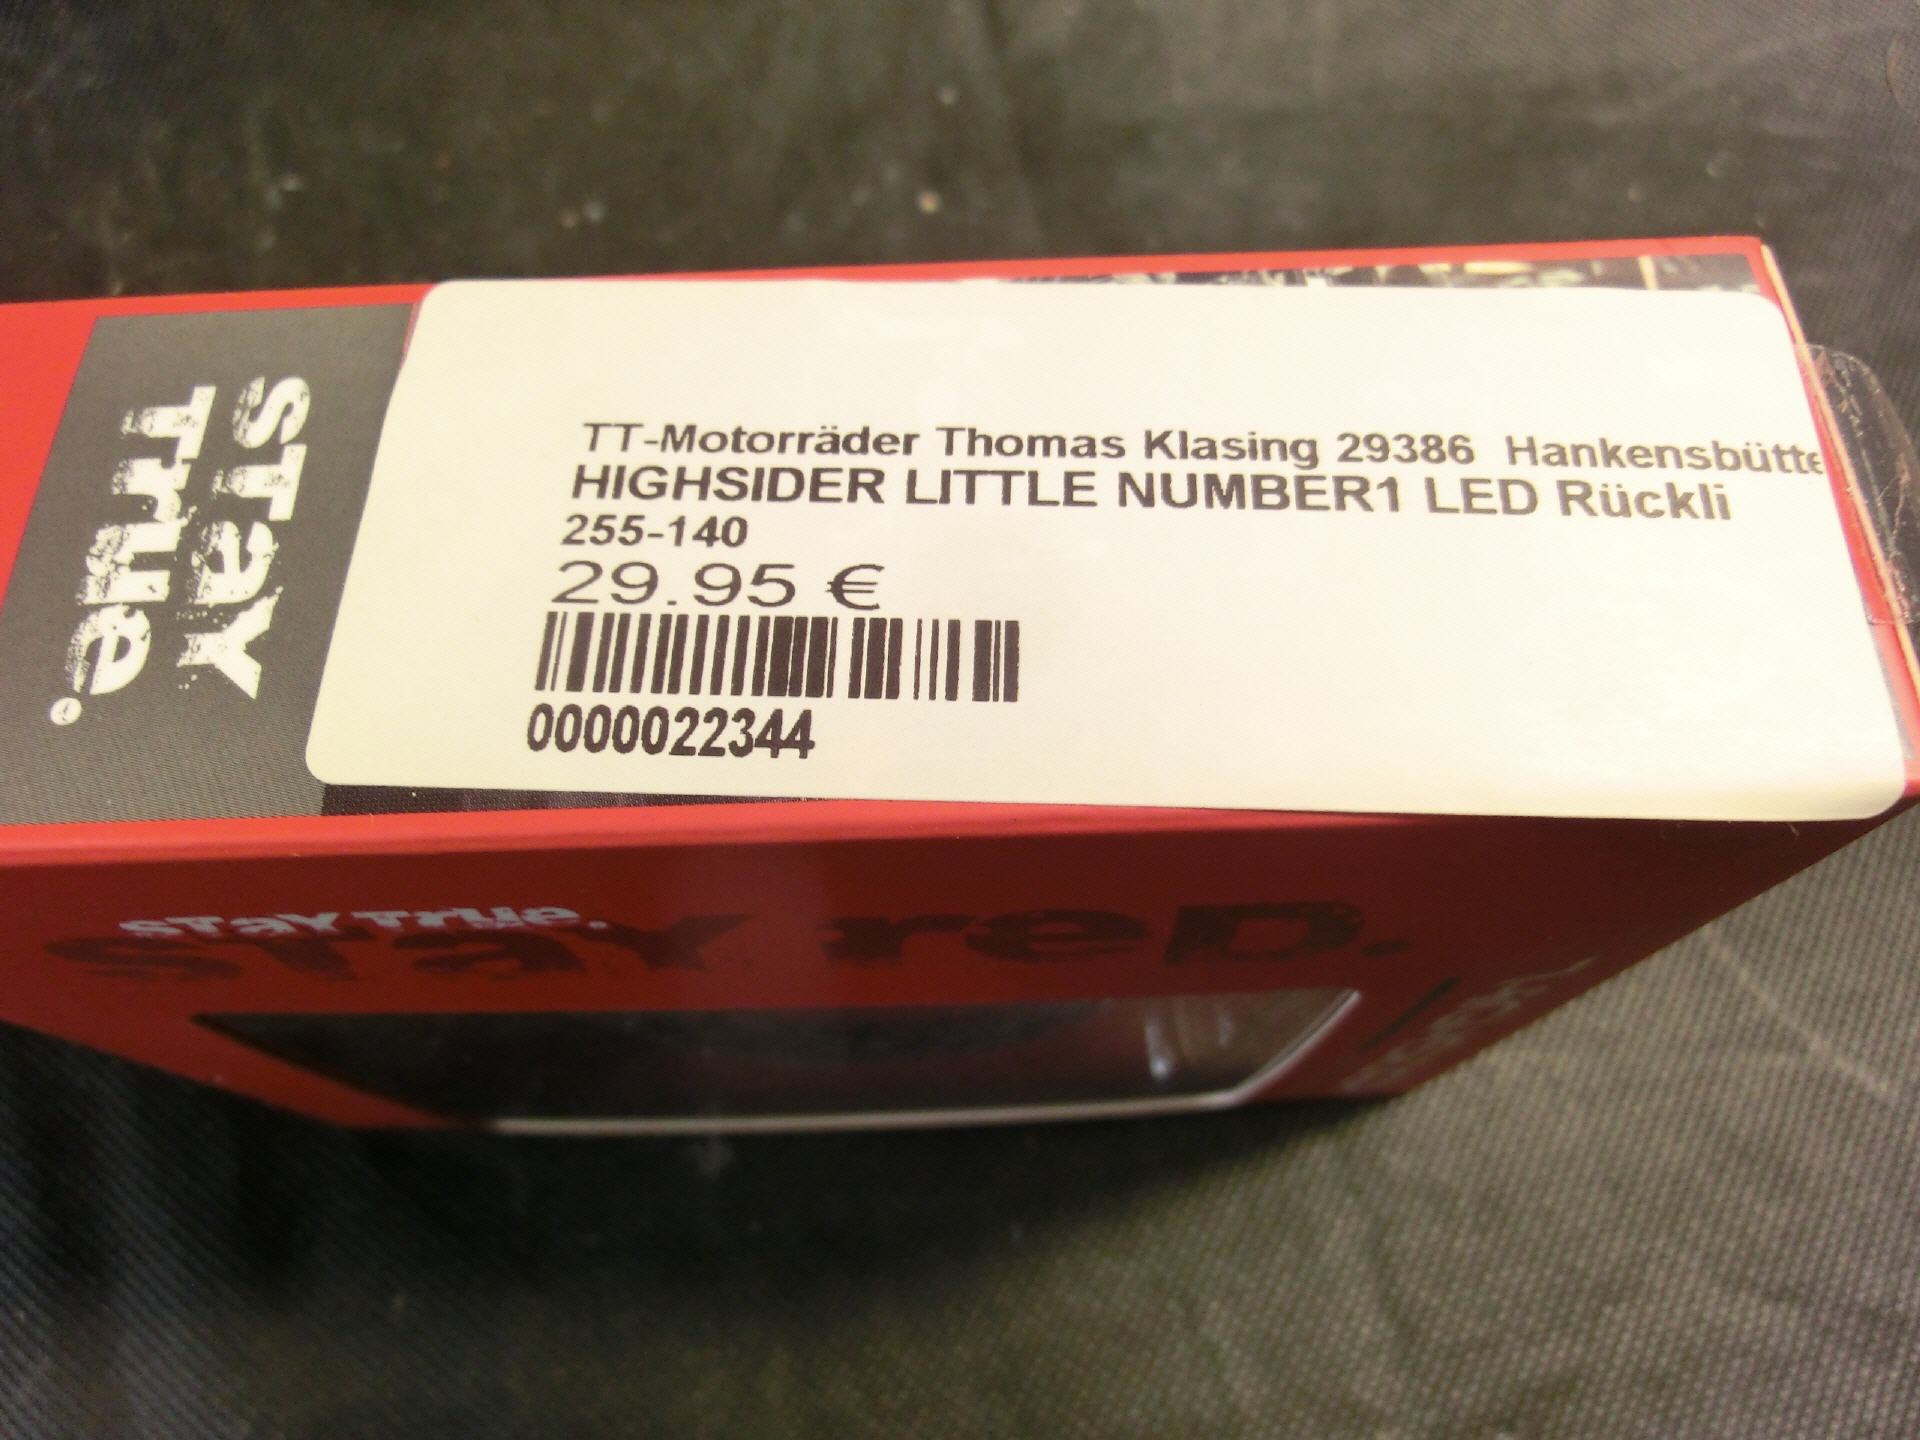 TT-Motorräder Thomas Klasing 29386 Hankensbütte
HIGHSIDER LITTLE NUMBER1 LED Rückli
255-140
29.95 €
0000022344
STAY
TRUE.
STAY TRUE.
STAY RED.